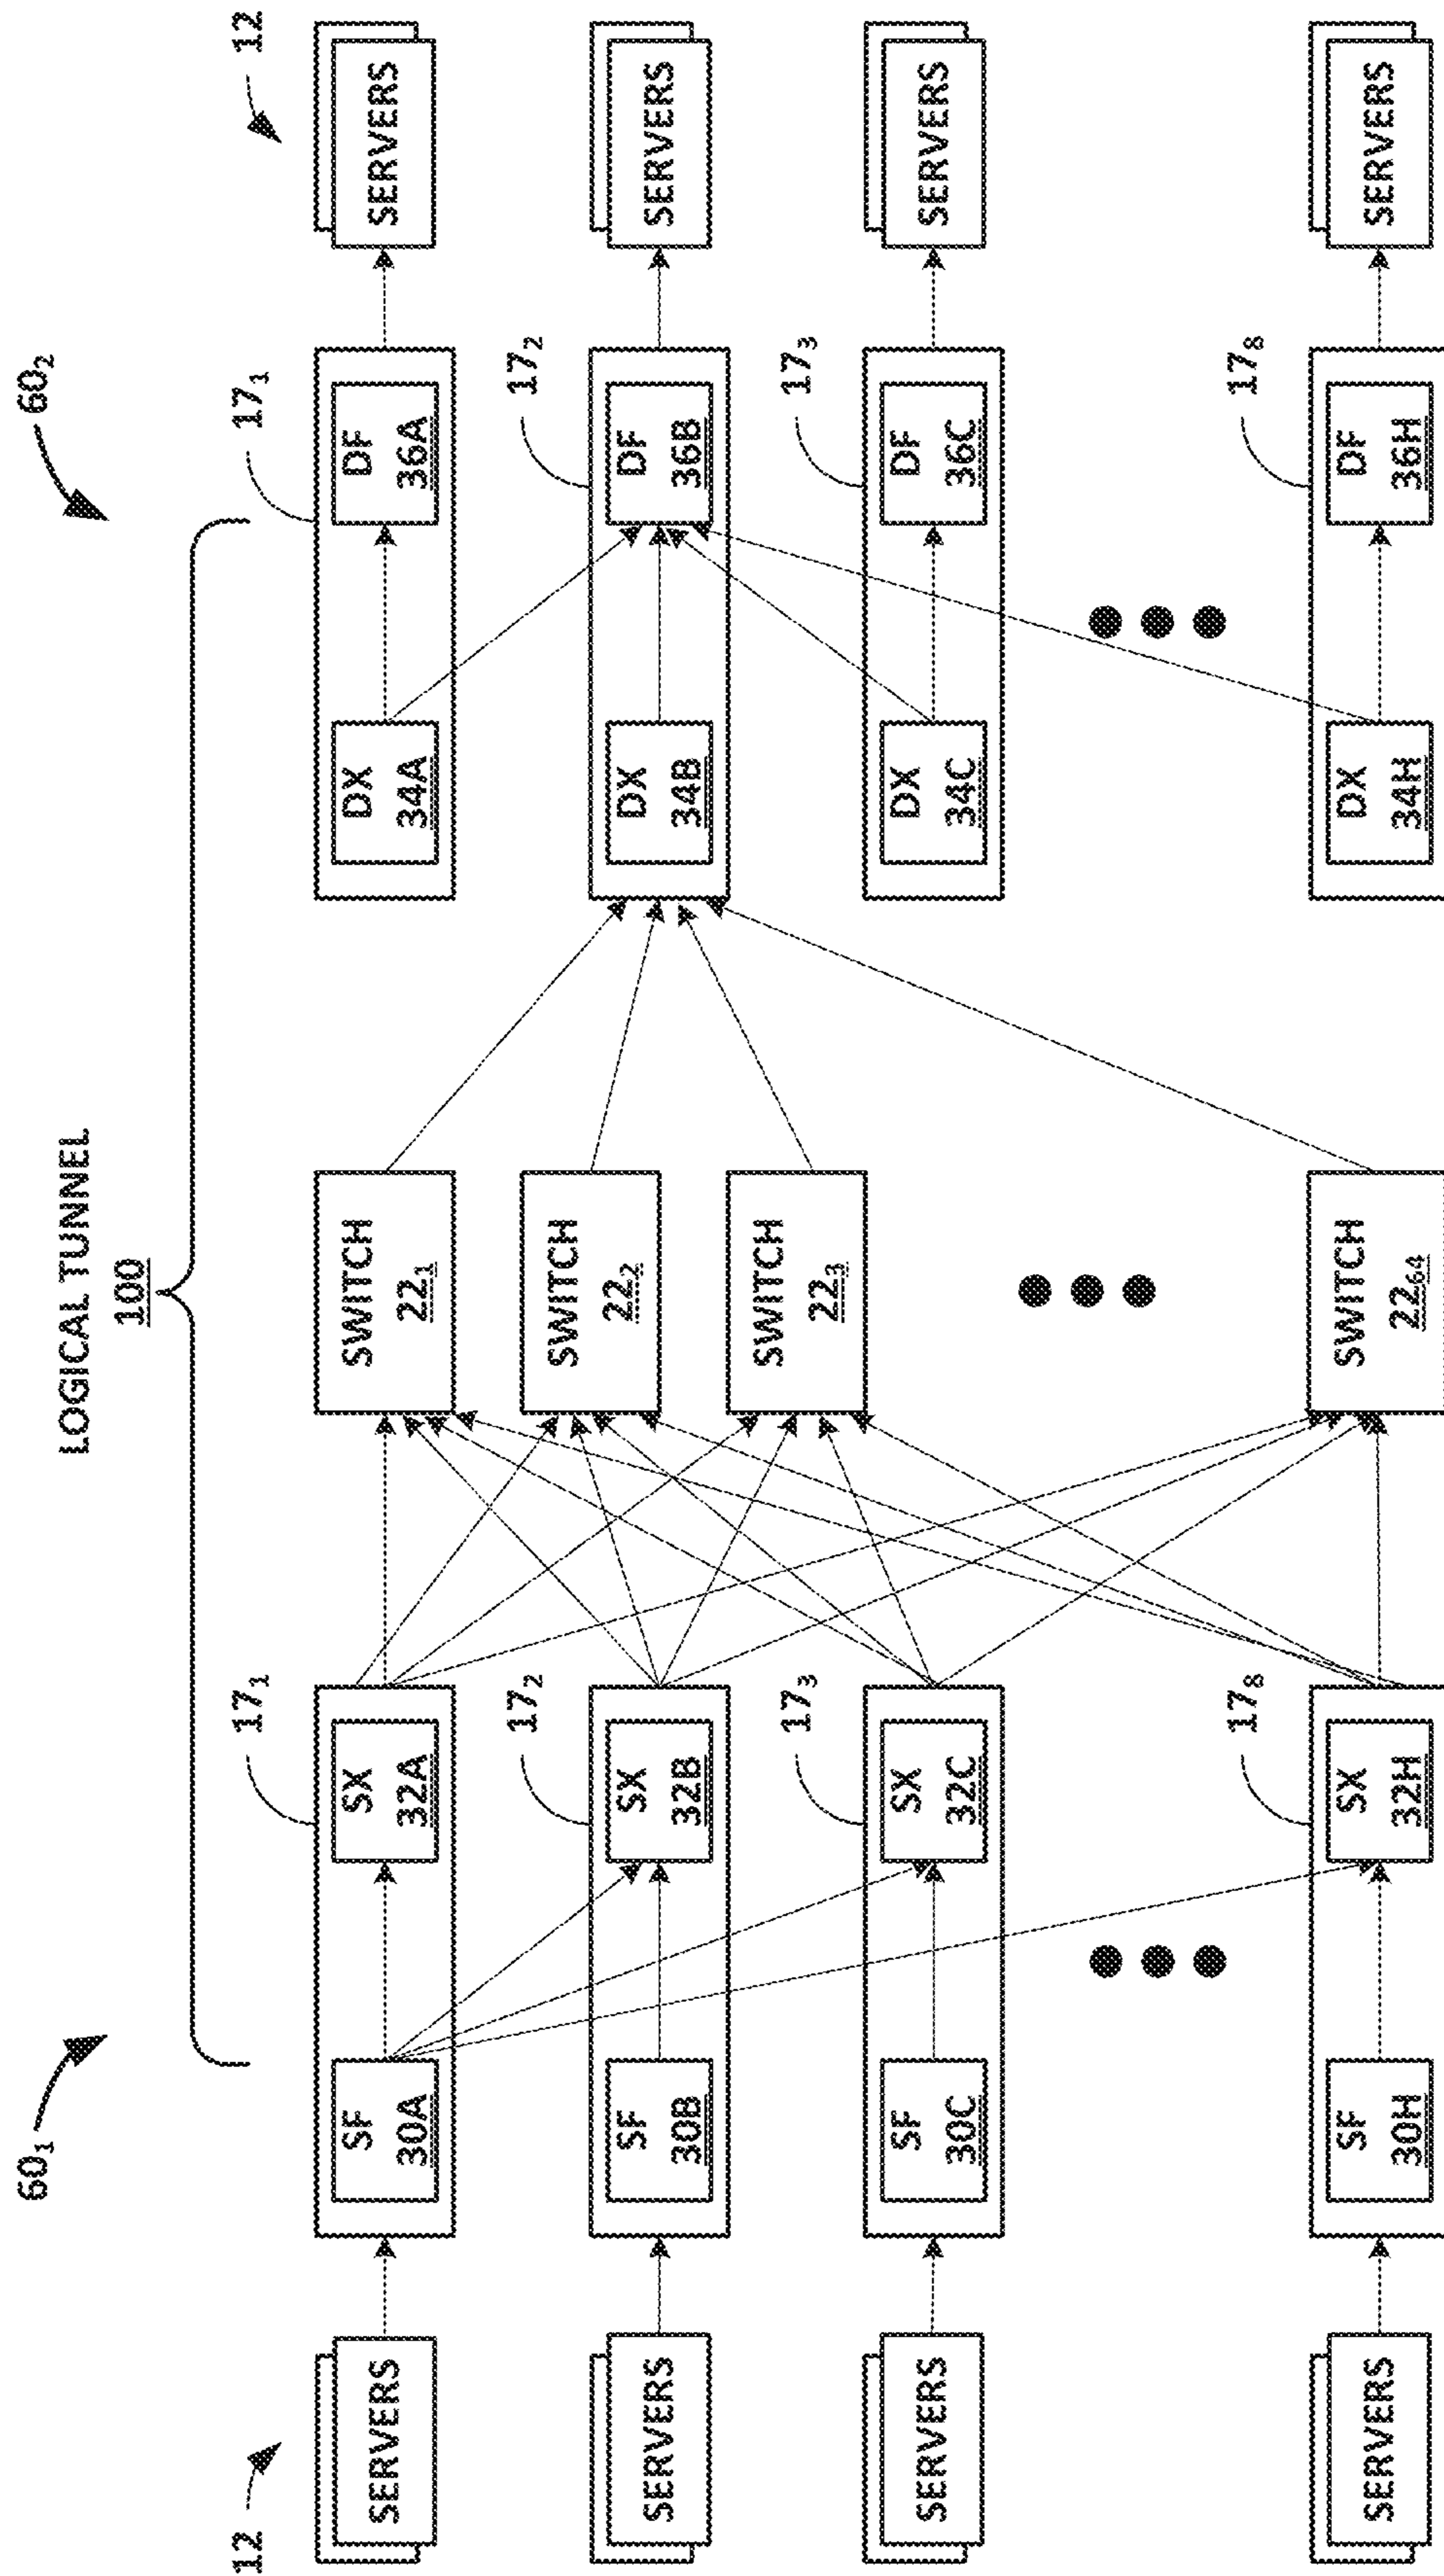 LOGICAL TUNNEL
100
60₁
60₂
12
12
17₁
17₁
SERVERS
SF
30A
SX
32A
SWITCH
22₁
DX
34A
DF
36A
SERVERS
17₂
17₂
SERVERS
SF
30B
SX
32B
SWITCH
22₂
DX
34B
DF
36B
SERVERS
17₃
17₃
SERVERS
SF
30C
SX
32C
SWITCH
22₃
DX
34C
DF
36C
SERVERS
17₈
17₈
SERVERS
SF
30H
SX
32H
SWITCH
22₆₄
DX
34H
DF
36H
SERVERS